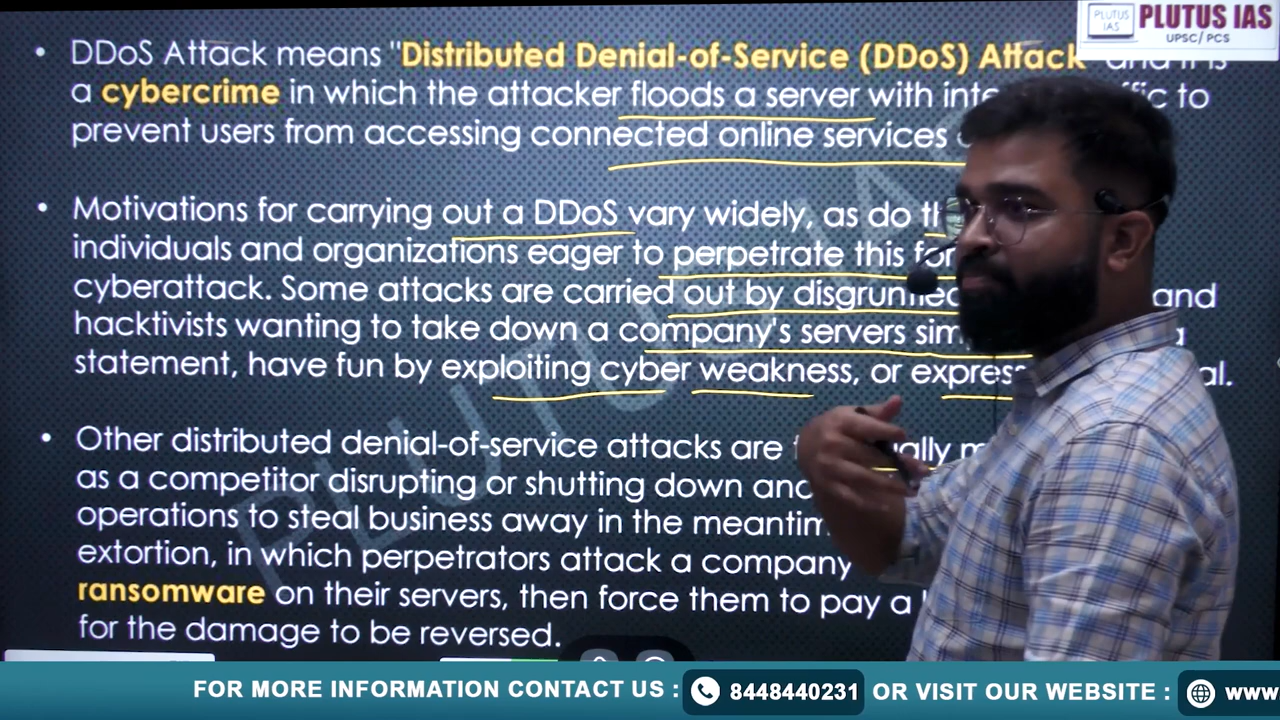 PLUTUS IAS
PLUTUS IAS
UPSC/ PCS
• DDoS Attack means "Distributed Denial-of-Service (DDoS) Attack" and it is
a cybercrime in which the attacker floods a server with to
prevent users from accessing connected online services
• Motivations for carrying out a DDoS vary widely, as do
individuals and organizations eager to perpetrate this
cyberattack. Some attacks are carried out by and
hacktivists wanting to take down a company's servers
statement, have fun by exploiting cyber weakness, or
• Other distributed denial-of-service attacks are
as a competitor disrupting or shutting down
operations to steal business away in the
extortion, in which perpetrators attack a company
ransomware on their servers, then force them to pay a
for the damage to be reversed.
PLUTUS IAS
FOR MORE INFORMATION CONTACT US : 8448440231 OR VISIT OUR WEBSITE : www